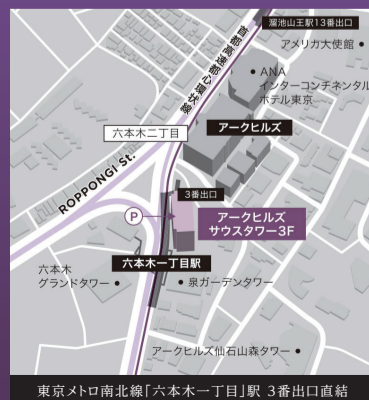 溜池山王駅13番出口
アメリカ大使館
首都高速都心環状線
ANA
インターコンチネンタル
ホテル東京
六本木二丁目
アークヒルズ
ROPPONGI St.
3番出口
P
アークヒルズ
サウスタワー3F
六本木一丁目駅
六本木
グランドタワー
泉ガーデンタワー
アークヒルズ仙石山森タワー
東京メトロ南北線「六本木一丁目」駅 3番出口直結